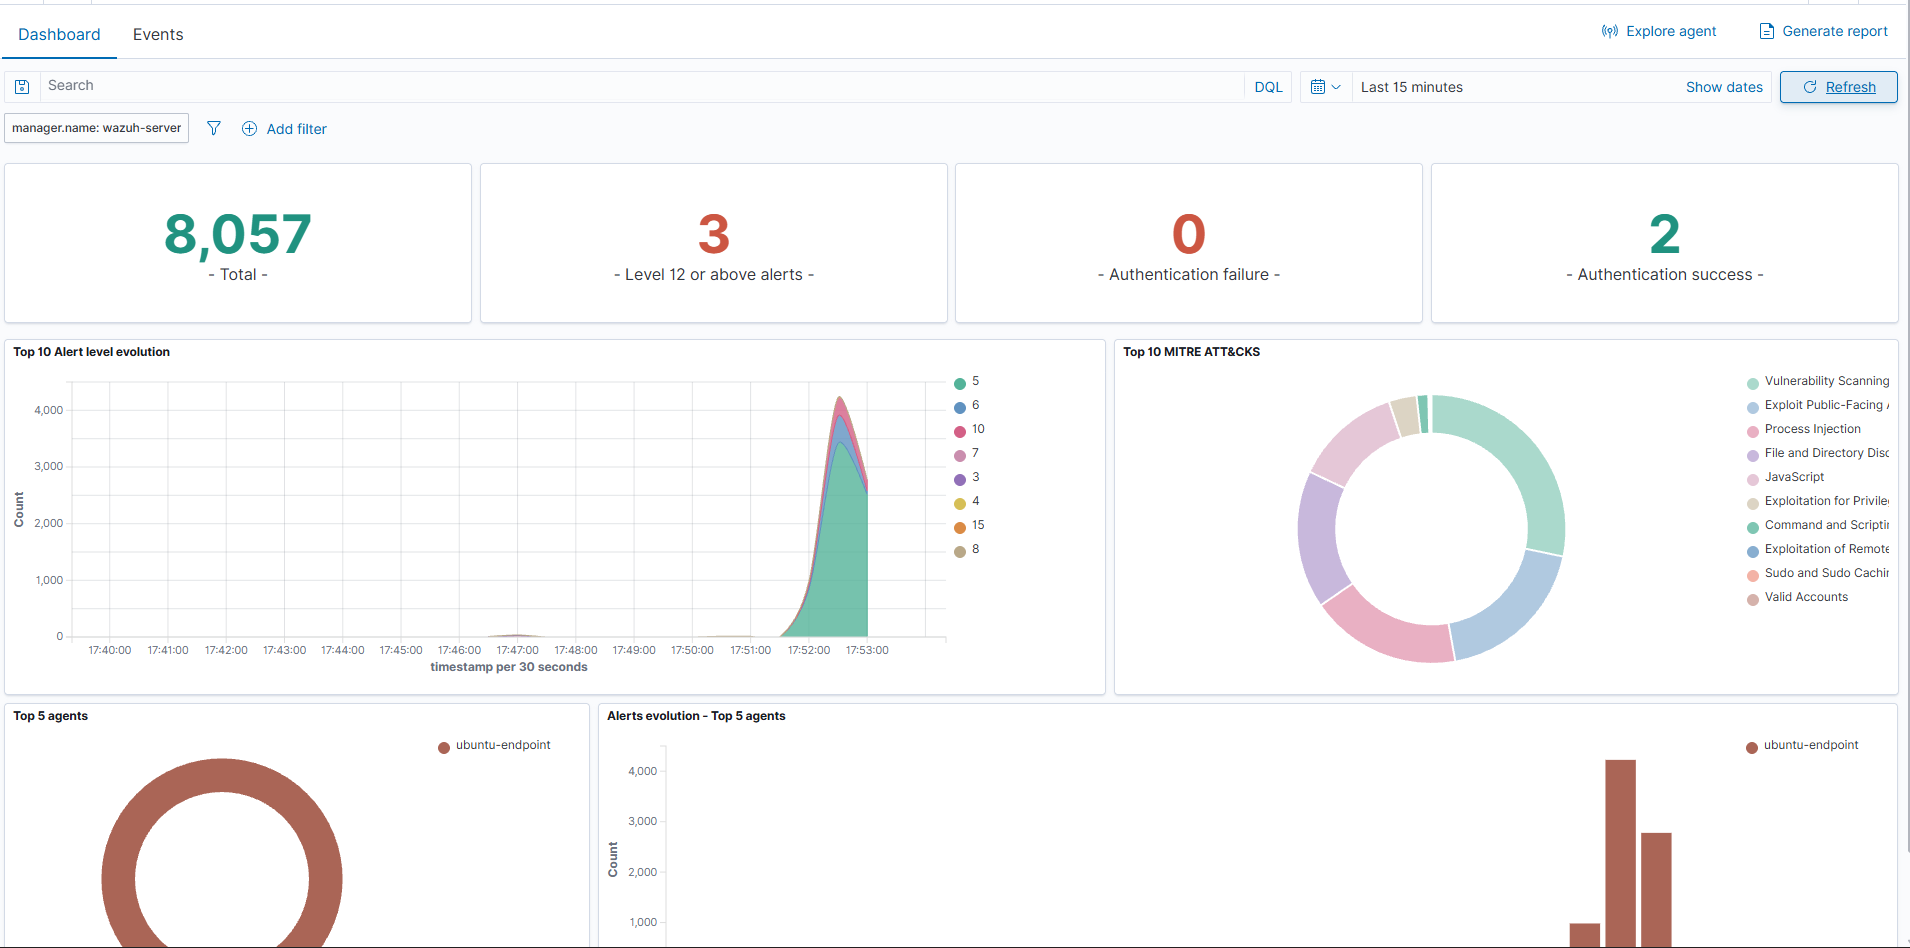 Dashboard
Events
Explore agent
Generate report
Search
DQL
Last 15 minutes
Show dates
Refresh
manager.name: wazuh-server
Add filter
8,057
- Total -
3
- Level 12 or above alerts -
0
- Authentication failure -
2
- Authentication success -
Top 10 Alert level evolution
4,000
3,000
2,000
1,000
0
Count
17:40:00 17:41:00 17:42:00 17:43:00 17:44:00 17:45:00 17:46:00 17:47:00 17:48:00 17:49:00 17:50:00 17:51:00 17:52:00 17:53:00
timestamp per 30 seconds
5
6
10
7
3
4
15
8
Top 10 MITRE ATT&CKS
Vulnerability Scanning
Exploit Public-Facing
Process Injection
File and Directory Disc
JavaScript
Exploitation for Privile
Command and Scriptin
Exploitation of Remote
Sudo and Sudo Cachin
Valid Accounts
Top 5 agents
ubuntu-endpoint
Alerts evolution - Top 5 agents
4,000
3,000
2,000
1,000
Count
ubuntu-endpoint